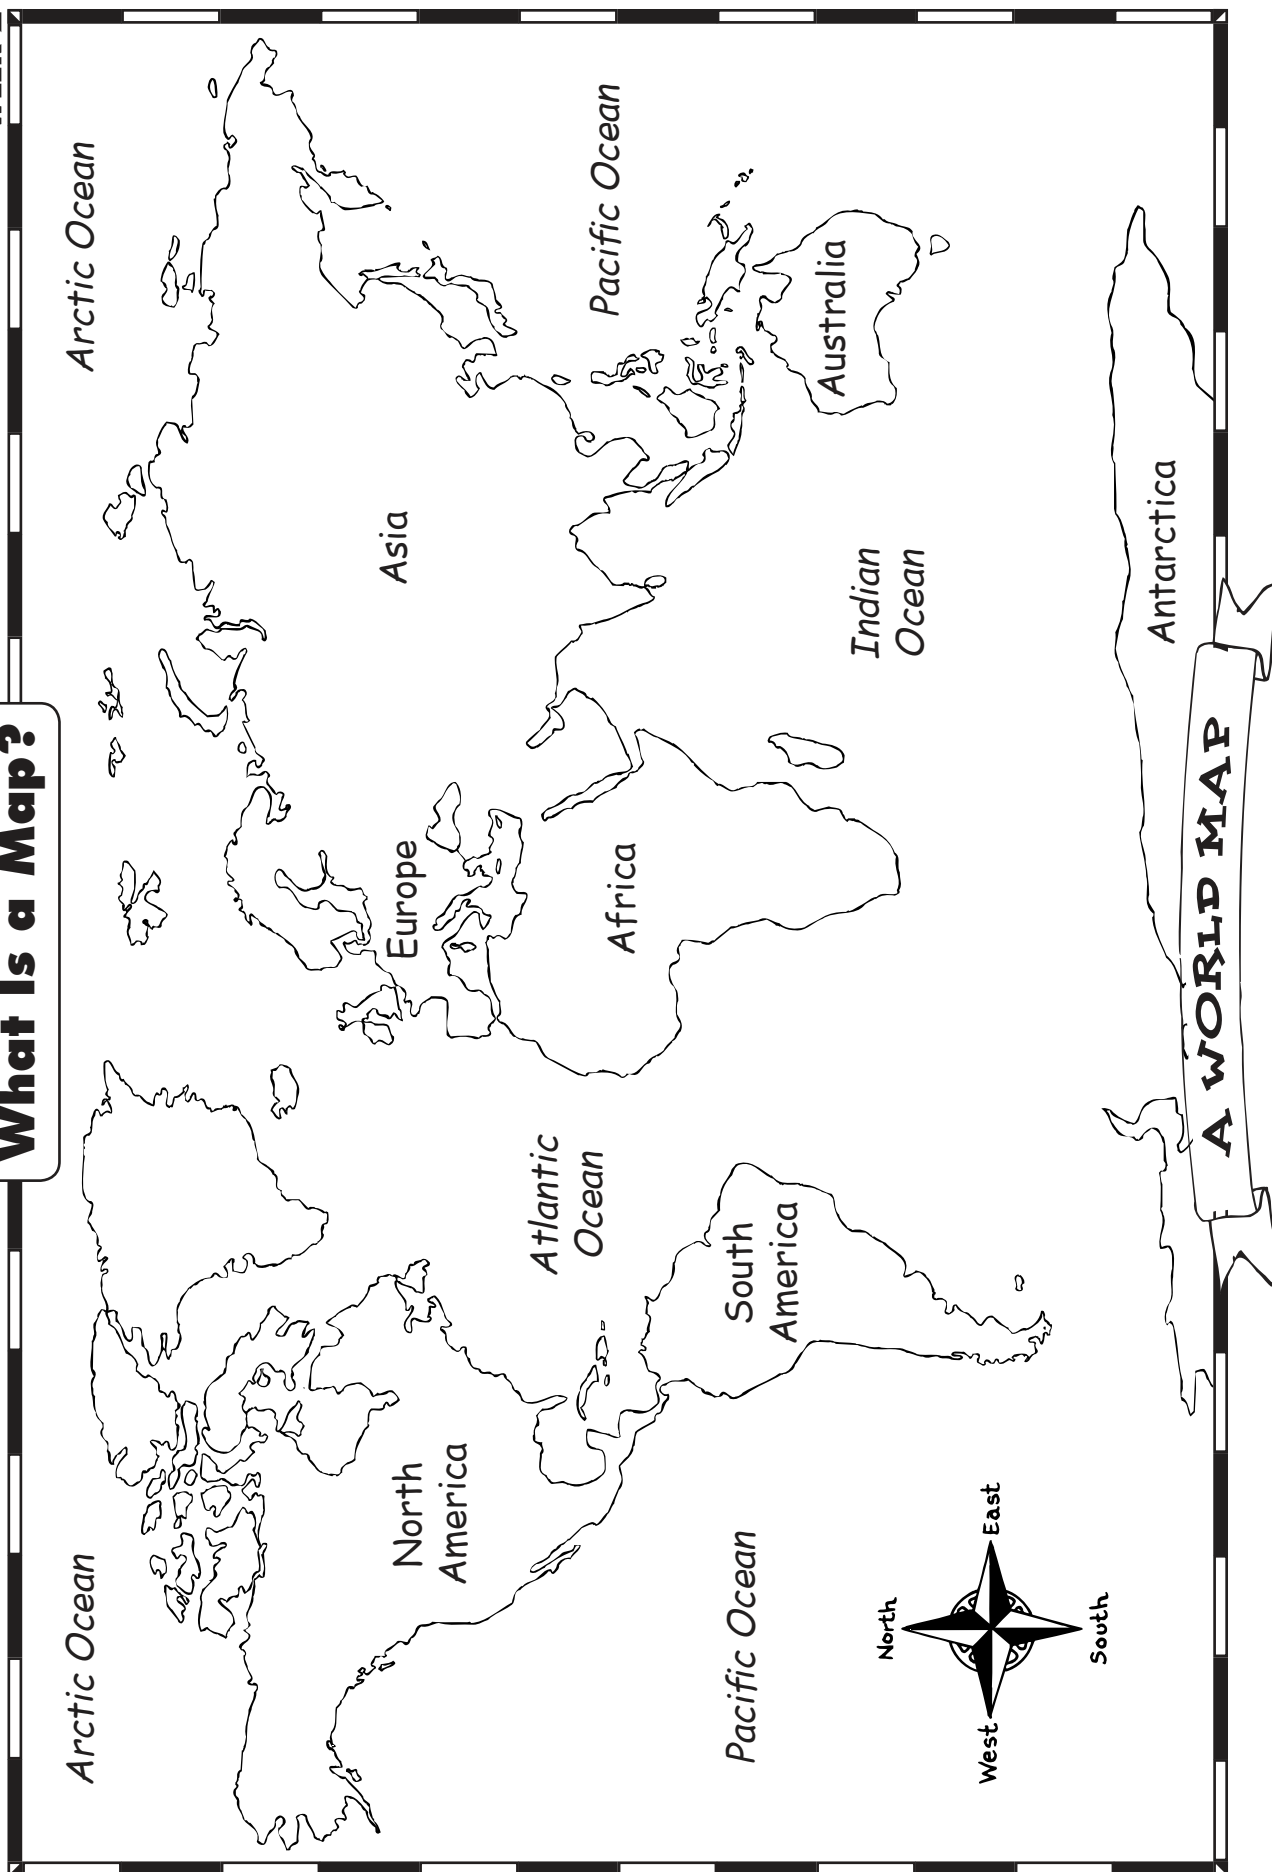 What Is a Map?
Arctic Ocean
Arctic Ocean
North
America
Europe
Asia
Atlantic
Ocean
Africa
Pacific Ocean
Pacific Ocean
South
America
Indian
Ocean
Australia
North
West
East
South
Antarctica
A WORLD MAP